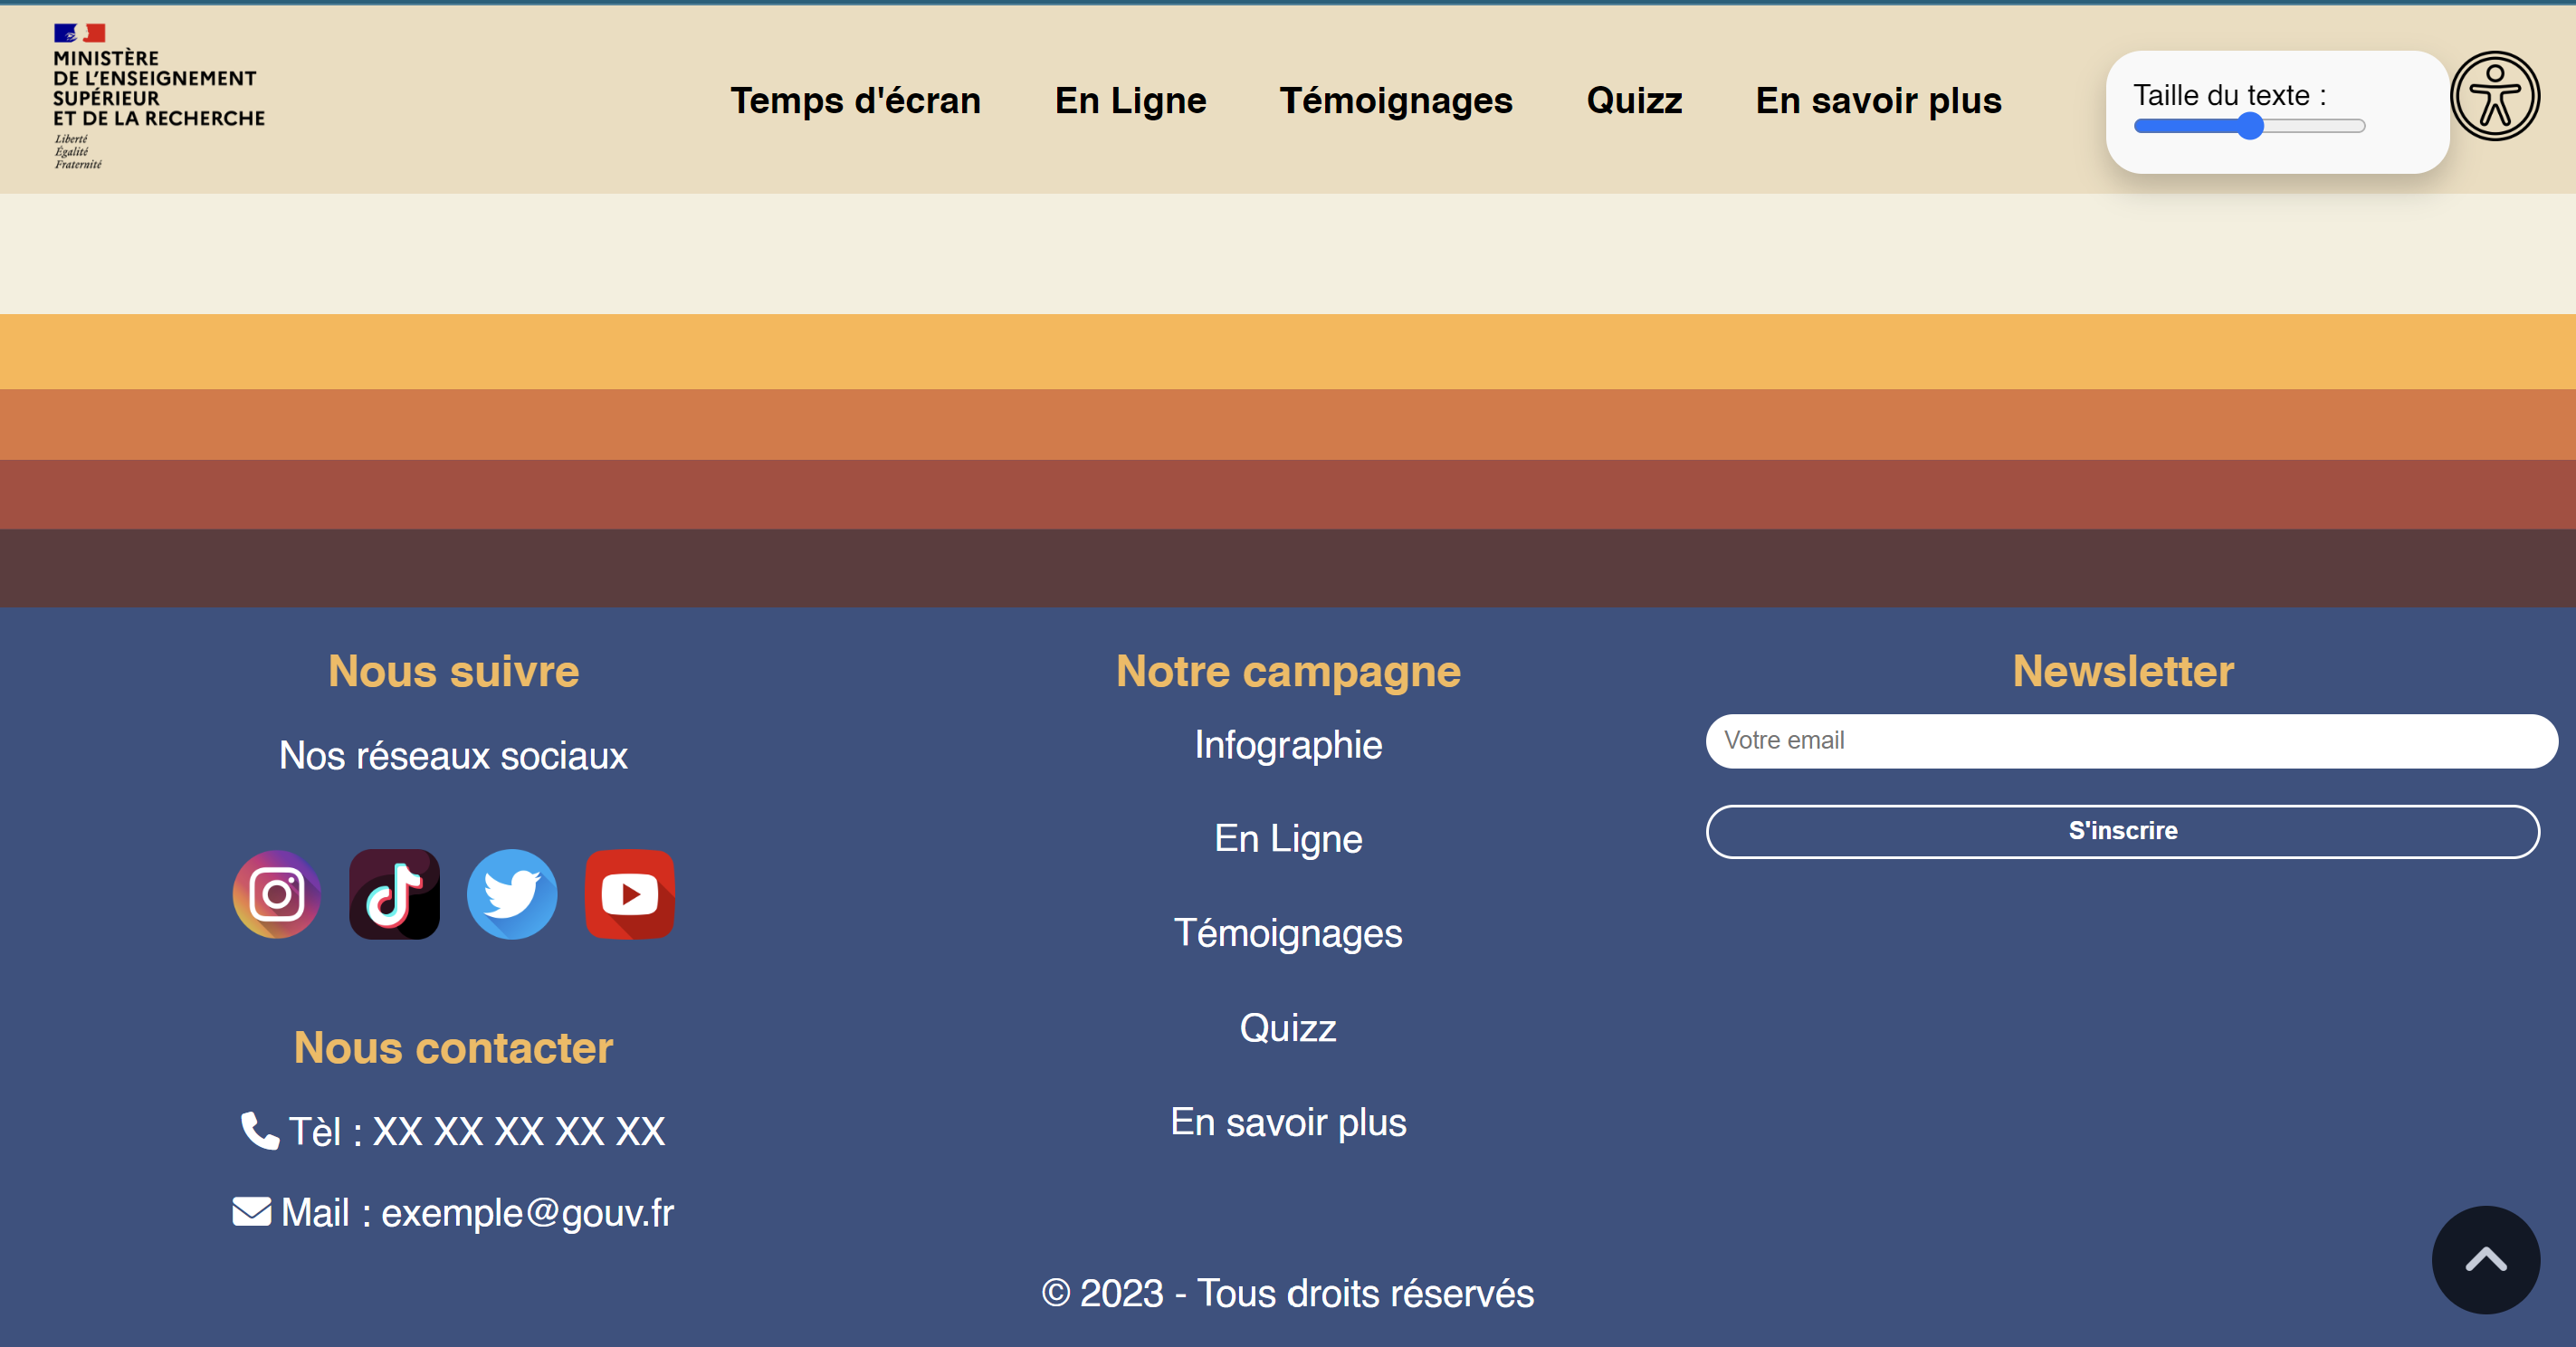 MINISTÈRE
DE L'ENSEIGNEMENT
SUPÉRIEUR
ET DE LA RECHERCHE
Liberté
Égalité
Fraternité
Temps d'écran
En Ligne
Témoignages
Quizz
En savoir plus
Taille du texte :
Nous suivre
Nos réseaux sociaux
Nous contacter
Tèl : XX XX XX XX XX
Mail : exemple@gouv.fr
Notre campagne
Infographie
En Ligne
Témoignages
Quizz
En savoir plus
Newsletter
Votre email
S'inscrire
© 2023 - Tous droits réservés